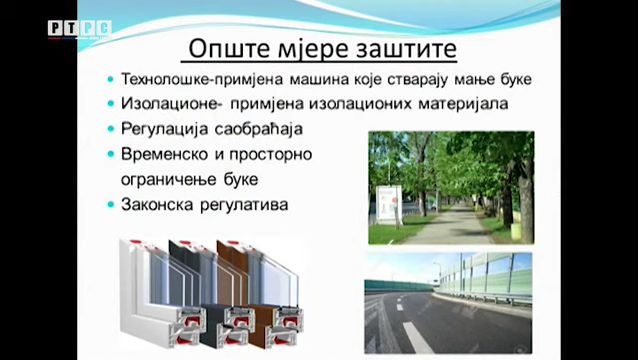 РТРС
Опште мјере заштите
Технолошке-примјена машина које стварају мање буке
Изолационе- примјена изолационих материјала
Регулација саобраћаја
Временско и просторно
ограничење буке
Законска регулатива